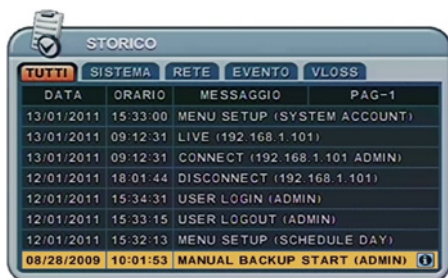 STORICO
TUTTI SISTEMA RETE EVENTO VLOSS
DATA ORARIO MESSAGGIO PAG-1
13/01/2011 15:33:00 MENU SETUP (SYSTEM ACCOUNT)
13/01/2011 09:12:31 LIVE (192.168.1.101)
13/01/2011 09:12:31 CONNECT (192.168.1.101 ADMIN)
12/01/2011 18:01:44 DISCONNECT (192.168.1.101)
12/01/2011 15:34:31 USER LOGIN (ADMIN)
12/01/2011 15:33:15 USER LOGOUT (ADMIN)
12/01/2011 15:32:13 MENU SETUP (SCHEDULE DAY)
08/28/2009 10:01:53 MANUAL BACKUP START (ADMIN)